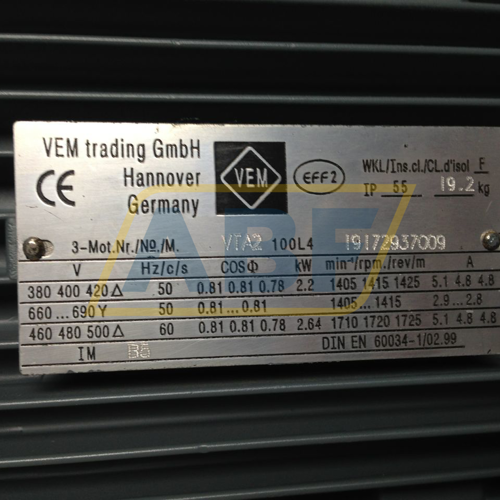 VEM trading GmbH
Hannover
Germany
CE
VEM
EFF2
WKL/Ins.cl./CL.d'isol F
IP 55 19.2 kg
3-Mot.Nr./No./M. VTA2 100L4 19172937009
V Hz/c/s COSΦ kW min⁻¹/rpm./rev/m A
380 400 420 Δ 50 0.81 0.81 0.78 2.2 1405 1415 1425 5.1 4.8 4.8
660...690 Y 50 0.81...0.81 1405...1415 2.9...2.8
460 480 500 Δ 60 0.81 0.81 0.78 2.64 1710 1720 1725 5.1 4.8 4.8
IM DIN EN 60034-1/02.99
ABF